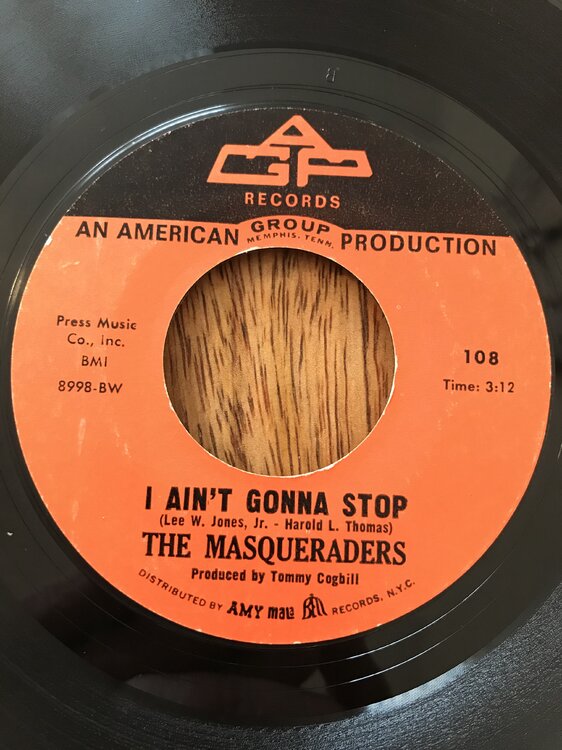 AGP
RECORDS
AN AMERICAN GROUP PRODUCTION
MEMPHIS, TENN.
Press Music
Co., Inc.
BMI
8998-BW
108
Time: 3:12
I AIN'T GONNA STOP
(Lee W. Jones, Jr. - Harold L. Thomas)
THE MASQUERADERS
Produced by Tommy Cogbill
DISTRIBUTED BY AMY mala Bell RECORDS, N.Y.C.